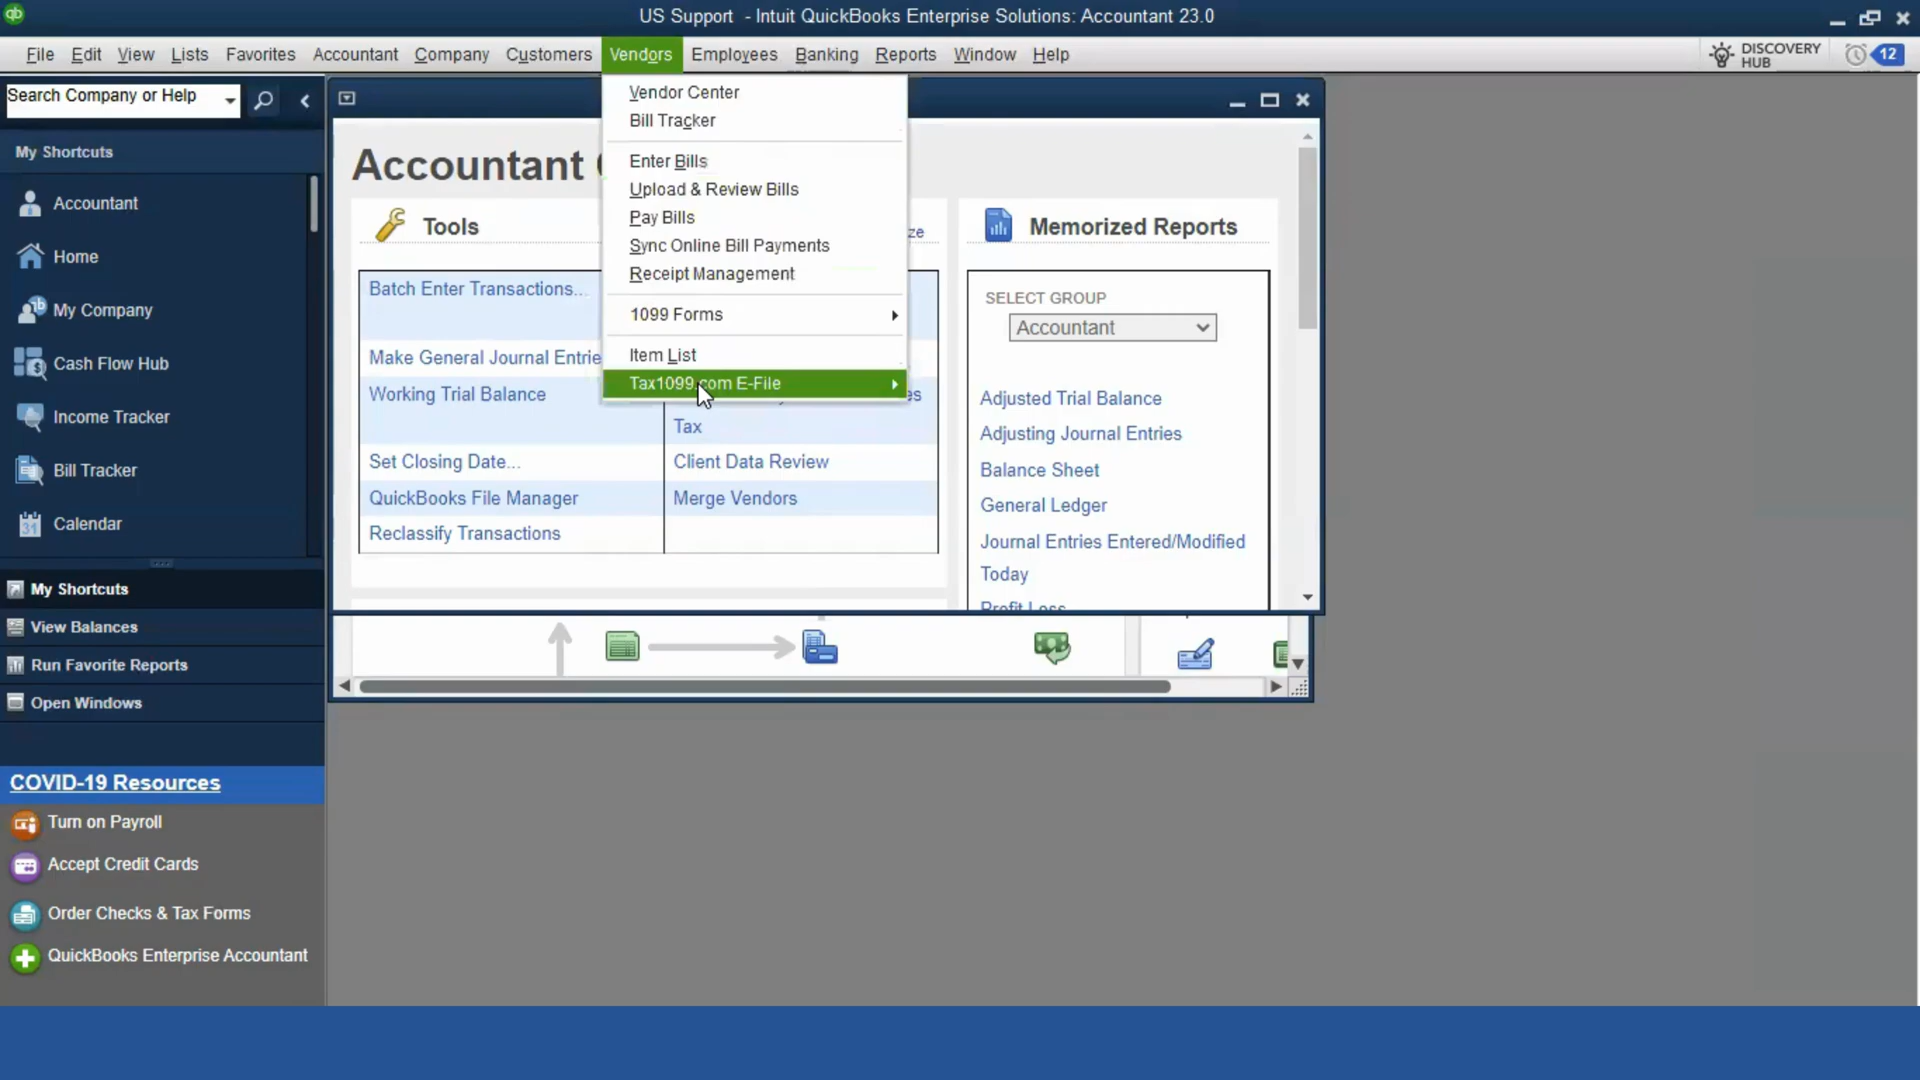 qb US Support - Intuit QuickBooks Enterprise Solutions: Accountant 23.0
File Edit View Lists Favorites Accountant Company Customers Vendors Employees Banking Reports Window Help DISCOVERY HUB 12
Search Company or Help
My Shortcuts
Accountant
Home
My Company
Cash Flow Hub
Income Tracker
Bill Tracker
31 Calendar
My Shortcuts
View Balances
Run Favorite Reports
Open Windows
COVID-19 Resources
Turn on Payroll
Accept Credit Cards
Order Checks & Tax Forms
QuickBooks Enterprise Accountant
Vendor Center
Bill Tracker
Enter Bills
Upload & Review Bills
Pay Bills
Sync Online Bill Payments
Receipt Management
1099 Forms
Item List
Tax1099.com E-File
Accountant
Tools
Batch Enter Transactions...
Make General Journal Entrie
Working Trial Balance
Tax
Set Closing Date...
Client Data Review
QuickBooks File Manager
Merge Vendors
Reclassify Transactions
Memorized Reports
SELECT GROUP
Accountant
Adjusted Trial Balance
Adjusting Journal Entries
Balance Sheet
General Ledger
Journal Entries Entered/Modified
Today
Profit Loss